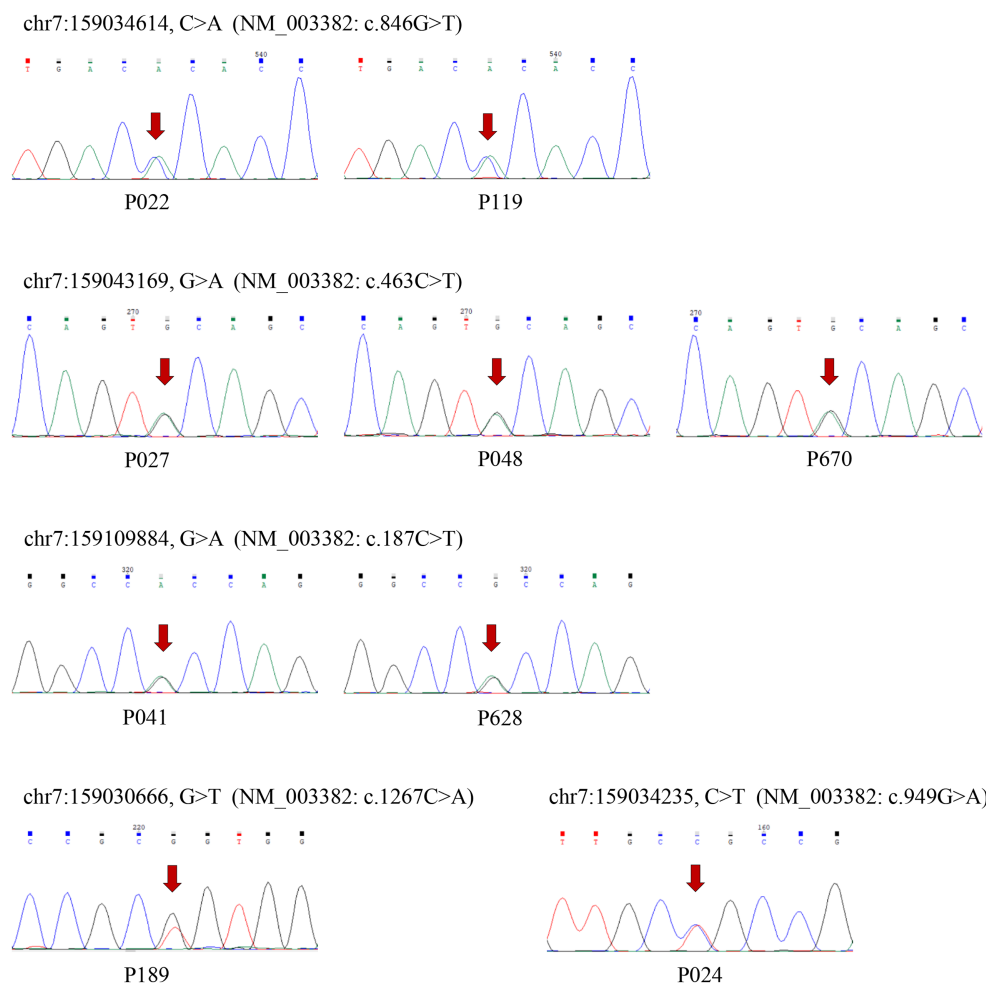 chr7:159034614, C>A (NM_003382: c.846G>T)
540 540
T G A C A C A C C T G A C A C A C C
P022 P119
chr7:159043169, G>A (NM_003382: c.463C>T)
270 270 270
C A G T G C A G C C A G T G C A G C C A G T G C A G C
P027 P048 P670
chr7:159109884, G>A (NM_003382: c.187C>T)
320 320
G G C C A C C A G G G C C G C C A G
P041 P628
chr7:159030666, G>T (NM_003382: c.1267C>A) chr7:159034235, C>T (NM_003382: c.949G>A)
220 160
C C G C G G T G G T T G C C G C C G
P189 P024